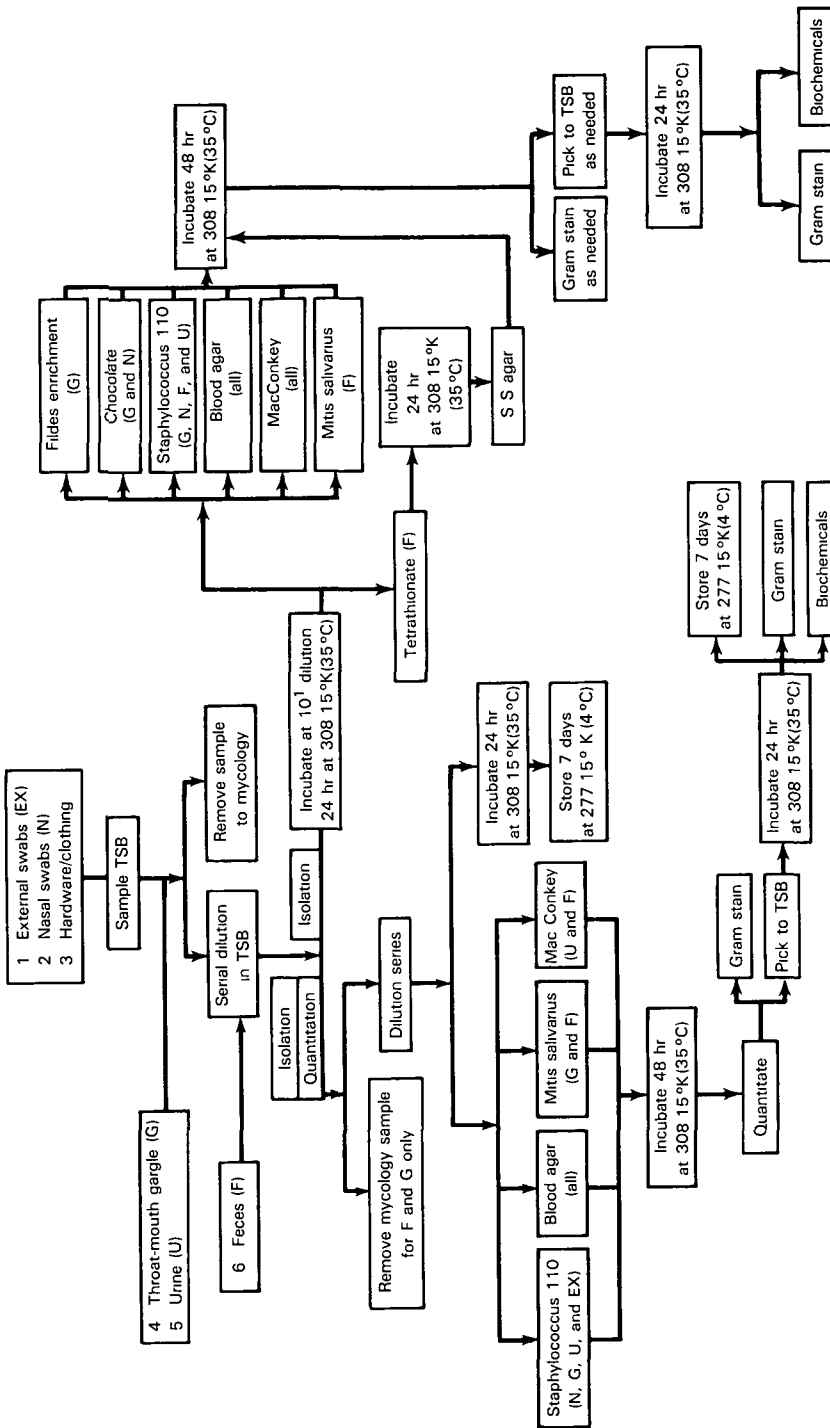 1 External swabs (EX)
2 Nasal swabs (N)
3 Hardware/clothing
Sample TSB
4 Throat-mouth gargle (G)
5 Urine (U)
Serial dilution
in TSB
Remove sample
to mycology
6 Feces (F)
Isolation
Quantitation
Isolation
Incubate at 10¹ dilution
24 hr at 308 15°K(35°C)
Remove mycology sample
for F and G only
Dilution series
Staphylococcus 110
(N, G, U, and EX)
Blood agar
(all)
Mitis salivarius
(G and F)
Mac Conkey
(U and F)
Incubate 24 hr
at 308 15°K(35°C)
Store 7 days
at 277 15° K (4 °C)
Incubate 48 hr
at 308 15°K(35°C)
Quantitate
Gram stain
Pick to TSB
Incubate 24 hr
at 308 15°K(35°C)
Store 7 days
at 277 15°K(4°C)
Gram stain
Biochemicals
Fildes enrichment
(G)
Chocolate
(G and N)
Staphylococcus 110
(G, N, F, and U)
Blood agar
(all)
MacConkey
(all)
Mitis salivarius
(F)
Tetrathionate (F)
Incubate
24 hr
at 308 15°K
(35°C)
S S agar
Incubate 48 hr
at 308 15°K(35°C)
Gram stain
as needed
Pick to TSB
as needed
Incubate 24 hr
at 308 15°K(35°C)
Gram stain
Biochemicals